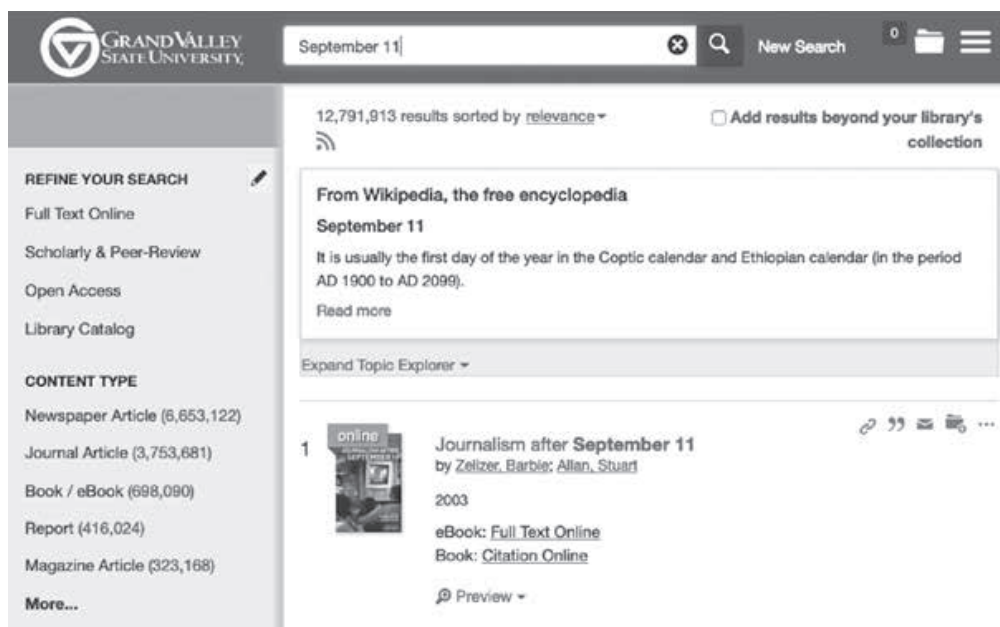 GRAND VALLEY
STATE UNIVERSITY
September 11
New Search
0
12,791,913 results sorted by relevance
Add results beyond your library's
collection
REFINE YOUR SEARCH
Full Text Online
Scholarly & Peer-Review
Open Access
Library Catalog
CONTENT TYPE
Newspaper Article (6,653,122)
Journal Article (3,753,681)
Book / eBook (698,090)
Report (416,024)
Magazine Article (323,168)
More...
From Wikipedia, the free encyclopedia
September 11
It is usually the first day of the year in the Coptic calendar and Ethiopian calendar (in the period
AD 1900 to AD 2099).
Read more
Expand Topic Explorer
1
online
JOURNALISM AFTER
SEPTEMBER 11
Journalism after September 11
by Zelizer, Barbie; Allan, Stuart
2003
eBook: Full Text Online
Book: Citation Online
Preview